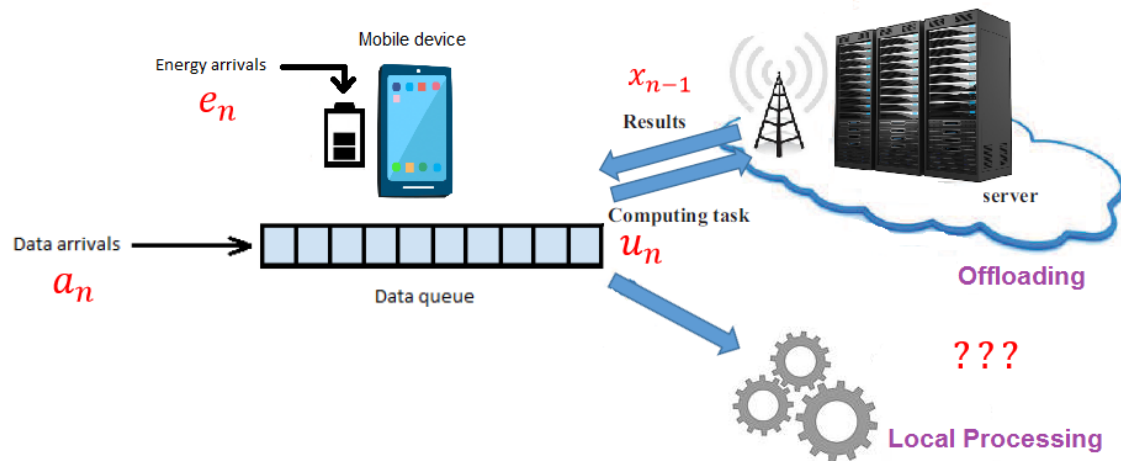 Mobile device
Energy arrivals
e_n
x_{n-1}
Results
server
Computing task
Data arrivals
u_n
a_n
Offloading
Data queue
? ? ?
Local Processing